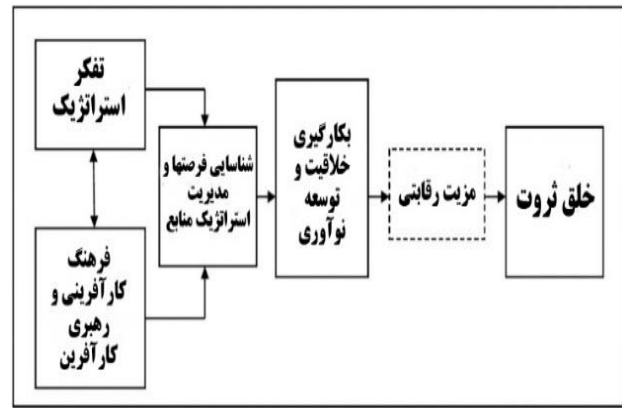 تفکر
استراتژیک
فرهنگ
کارآفرینی و
رهبری
کارآفرین
شناسایی فرصتها و
مدیریت
استراتژیک منابع
بکارگیری
خلاقیت و
توسعه
نوآوری
مزیت رقابتی
خلق ثروت